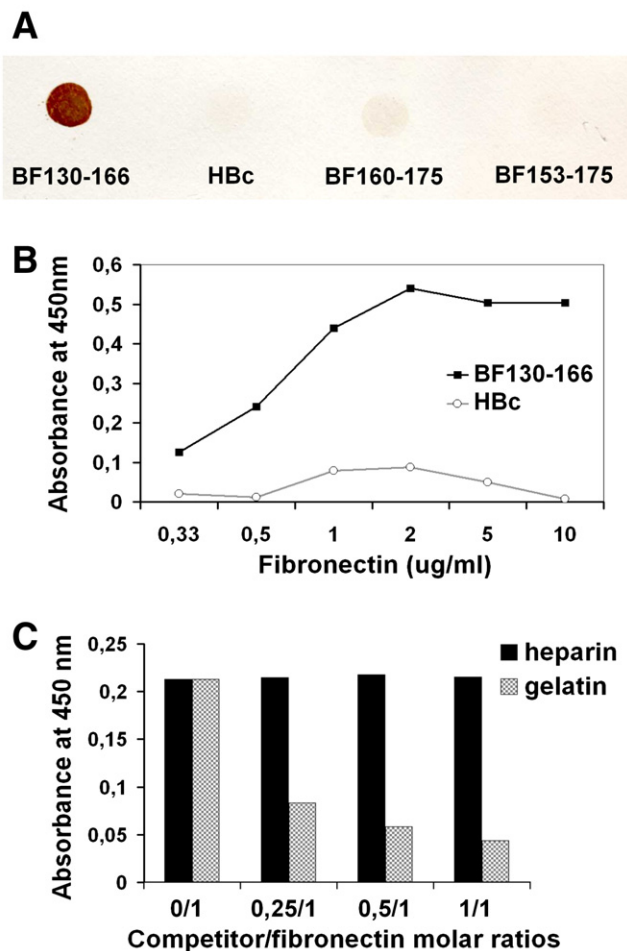 A
BF130-166 HBc BF160-175 BF153-175
B
Absorbance at 450nm
0,6
0,5
0,4
0,3
0,2
0,1
0
BF130-166
HBc
0,33 0,5 1 2 5 10
Fibronectin (ug/ml)
C
Absorbance at 450 nm
0,25
0,2
0,15
0,1
0,05
0
heparin
gelatin
0/1 0,25/1 0,5/1 1/1
Competitor/fibronectin molar ratios